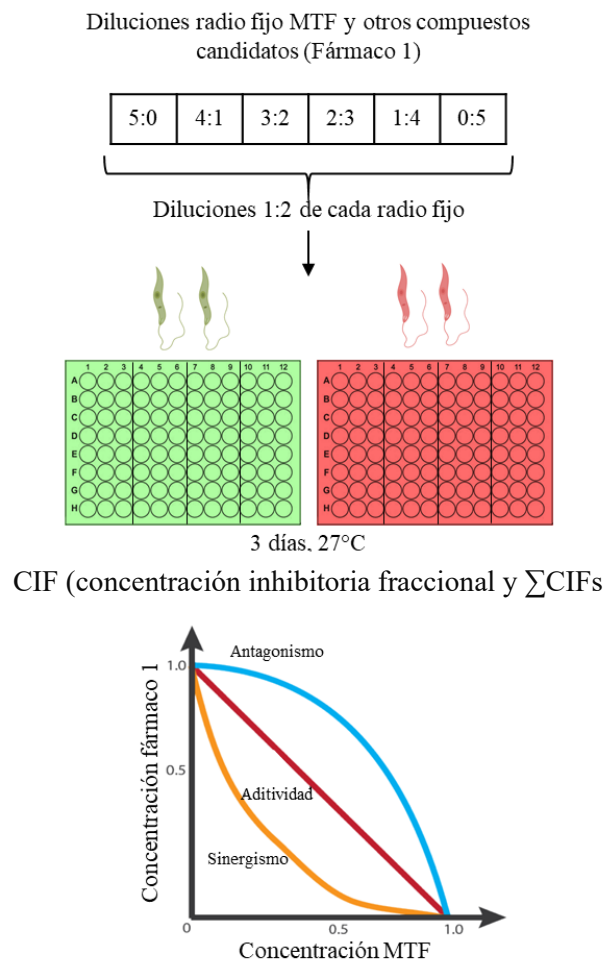 Diluciones radio fijo MTF y otros compuestos
candidatos (Fármaco 1)
5:0 4:1 3:2 2:3 1:4 0:5
Diluciones 1:2 de cada radio fijo
1 2 3 4 5 6 7 8 9 10 11 12
A
B
C
D
E
F
G
H
1 2 3 4 5 6 7 8 9 10 11 12
A
B
C
D
E
F
G
H
3 días, 27°C
CIF (concentración inhibitoria fraccional y ∑CIFs
Concentración fármaco 1
1.0
0.5
Antagonismo
Aditividad
Sinergismo
0
0.5
1.0
Concentración MTF